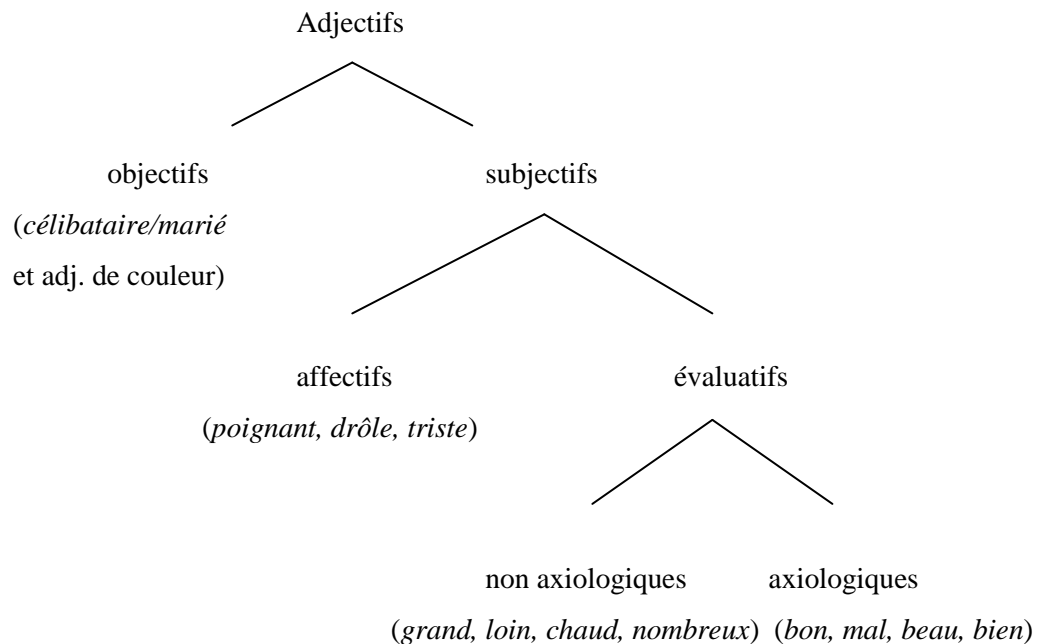 Adjectifs
objectifs subjectifs
(célibataire/marié
et adj. de couleur)
affectifs évaluatifs
(poignant, drôle, triste)
non axiologiques axiologiques
(grand, loin, chaud, nombreux) (bon, mal, beau, bien)